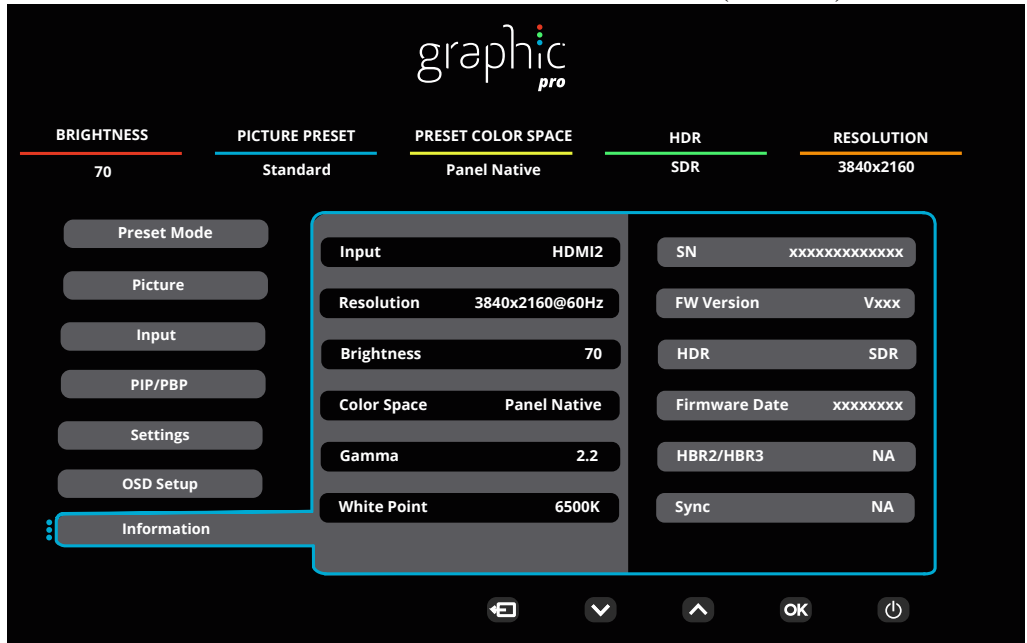 graphic
pro
BRIGHTNESS PICTURE PRESET PRESET COLOR SPACE HDR RESOLUTION
70 Standard Panel Native SDR 3840x2160
Preset Mode
Picture
Input
PIP/PBP
Settings
OSD Setup
Information
Input HDMI2
Resolution 3840x2160@60Hz
Brightness 70
Color Space Panel Native
Gamma 2.2
White Point 6500K
SN xxxxxxxxxxxxx
FW Version Vxxx
HDR SDR
Firmware Date xxxxxxxx
HBR2/HBR3 NA
Sync NA
OK